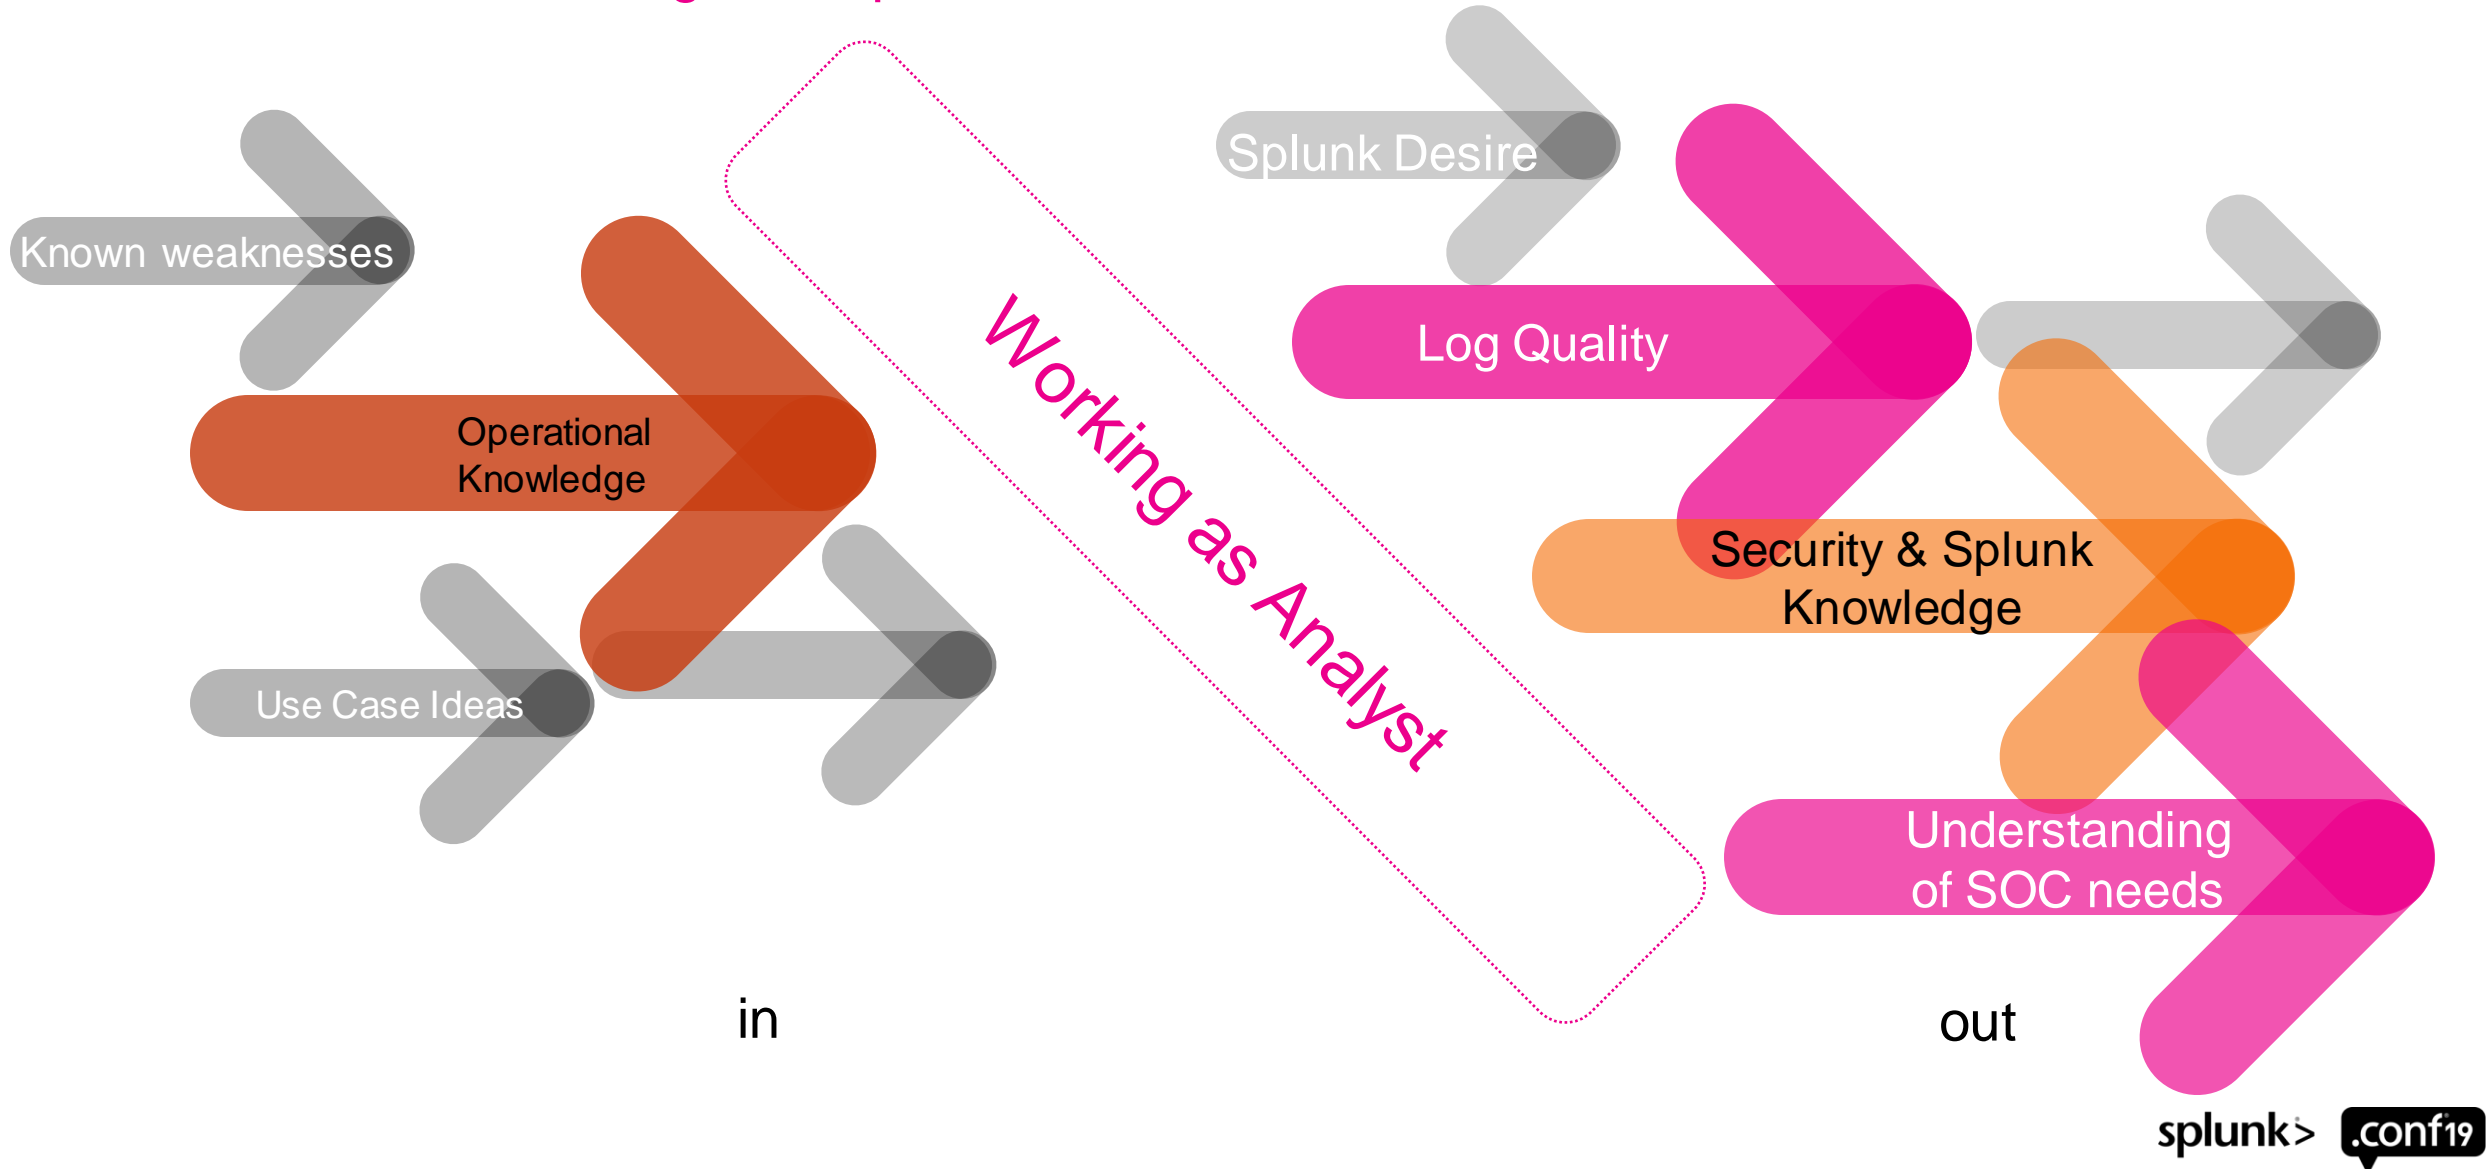 Splunk Desire
Known weaknesses
Log Quality
Operational
Knowledge
Working as Analyst
Security & Splunk
Knowledge
Use Case Ideas
Understanding
of SOC needs
in
out
splunk>
.conf19